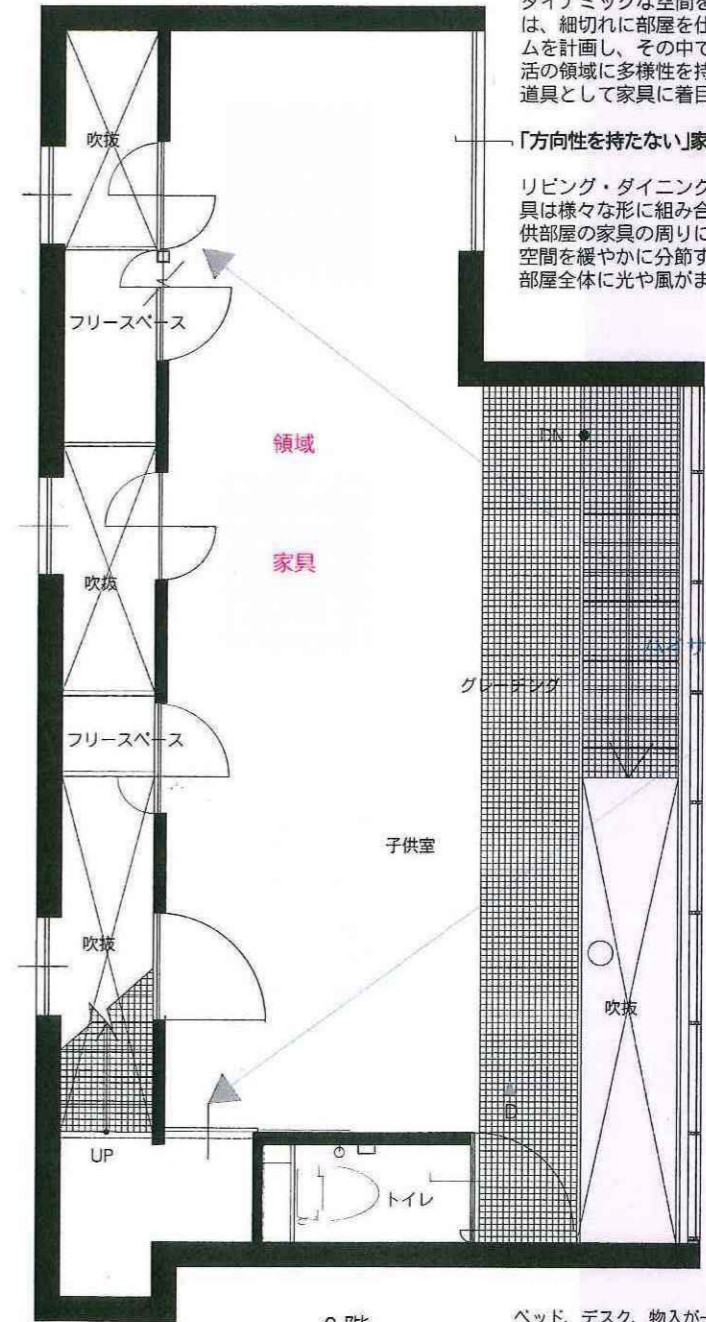 ダイナミックな空間を
は、細切れに部屋を仕
ムを計画し、その中で
活の領域に多様性を持
道具として家具に着目
「方向性を持たない」家
リビング・ダイニング
具は様々な形に組み合
供部屋の家具の周りに
空間を緩やかに分節す
部屋全体に光や風がま
吹抜
フリースペース
領域
DN
家具
吹抜
グレーチング
フリースペース
子供室
吹抜
吹抜
D
UP
トイレ
ベッド、デスク、物入が一